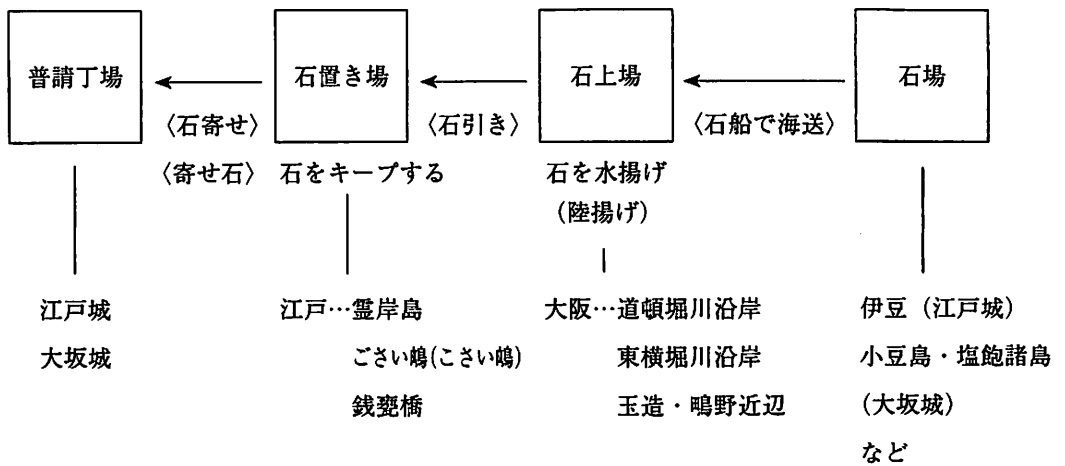 普請丁場
石置き場
石上場
石場
〈石寄せ〉
〈石引き〉
〈石船で海送〉
〈寄せ石〉
石をキープする
石を水揚げ
（陸揚げ）
江戸城
大坂城
江戸…霊岸島
ごさい嶋(こさい嶋)
銭甕橋
大阪…道頓堀川沿岸
東横堀川沿岸
玉造・鴫野近辺
伊豆（江戸城）
小豆島・塩飽諸島
（大坂城）
など